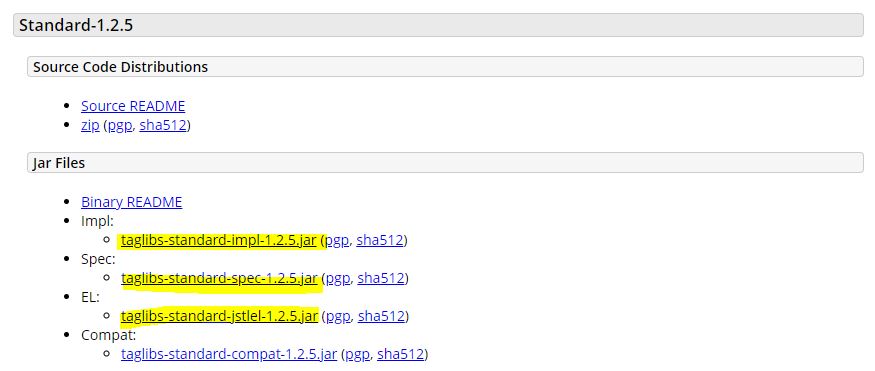 Standard-1.2.5
Source Code Distributions
Source README
zip (pgp, sha512)
Jar Files
Binary README
Impl:
taglibs-standard-impl-1.2.5.jar (pgp, sha512)
Spec:
taglibs-standard-spec-1.2.5.jar (pgp, sha512)
EL:
taglibs-standard-jstlel-1.2.5.jar (pgp, sha512)
Compat:
taglibs-standard-compat-1.2.5.jar (pgp, sha512)